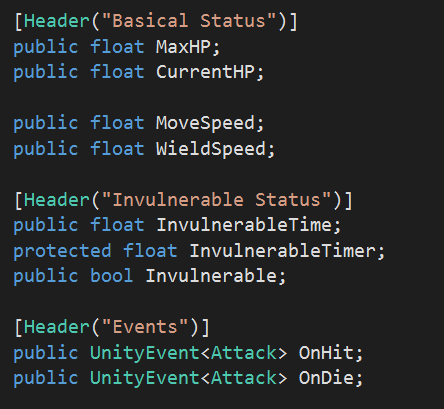 [Header("Basical Status")]
public float MaxHP;
public float CurrentHP;
public float MoveSpeed;
public float WieldSpeed;
[Header("Invulnerable Status")]
public float InvulnerableTime;
protected float InvulnerableTimer;
public bool Invulnerable;
[Header("Events")]
public UnityEvent<Attack> OnHit;
public UnityEvent<Attack> OnDie;